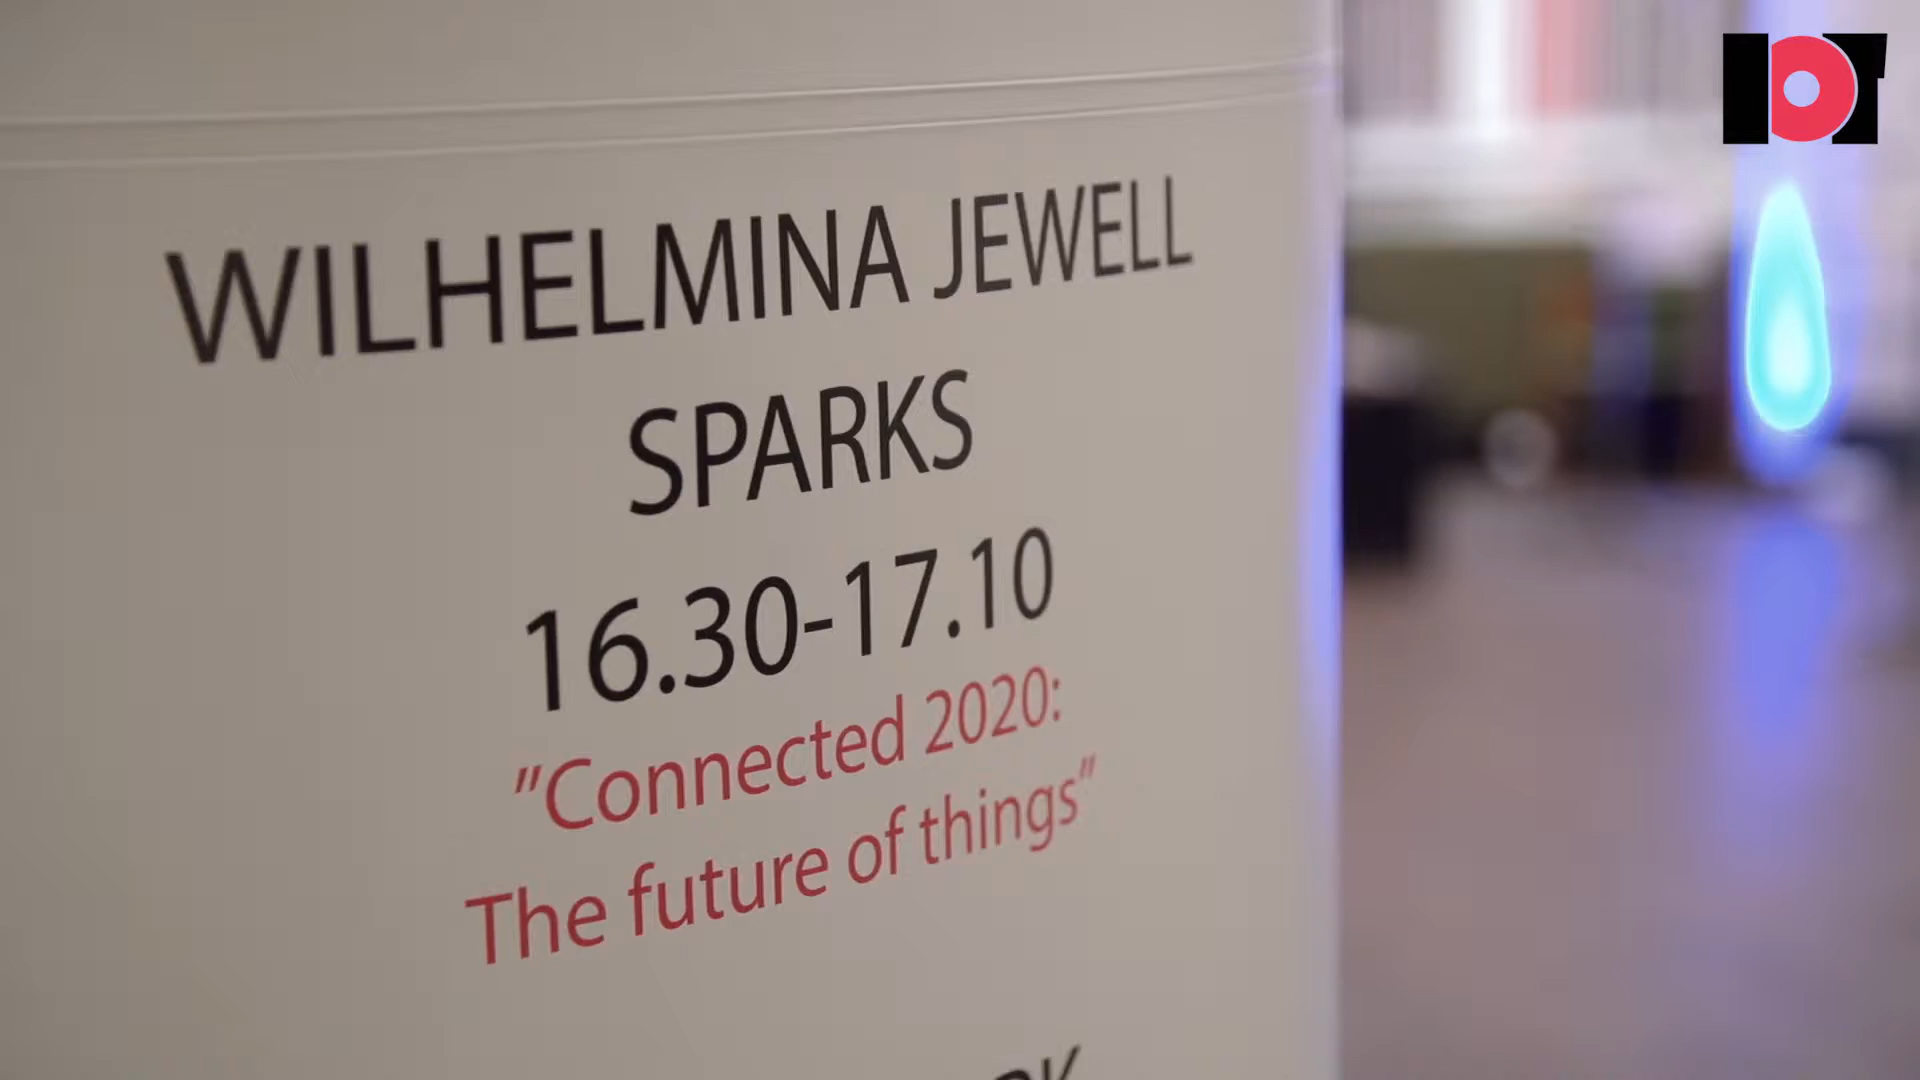 WILHELMINA JEWELL
SPARKS
16.30-17.10
"Connected 2020:
The future of things"